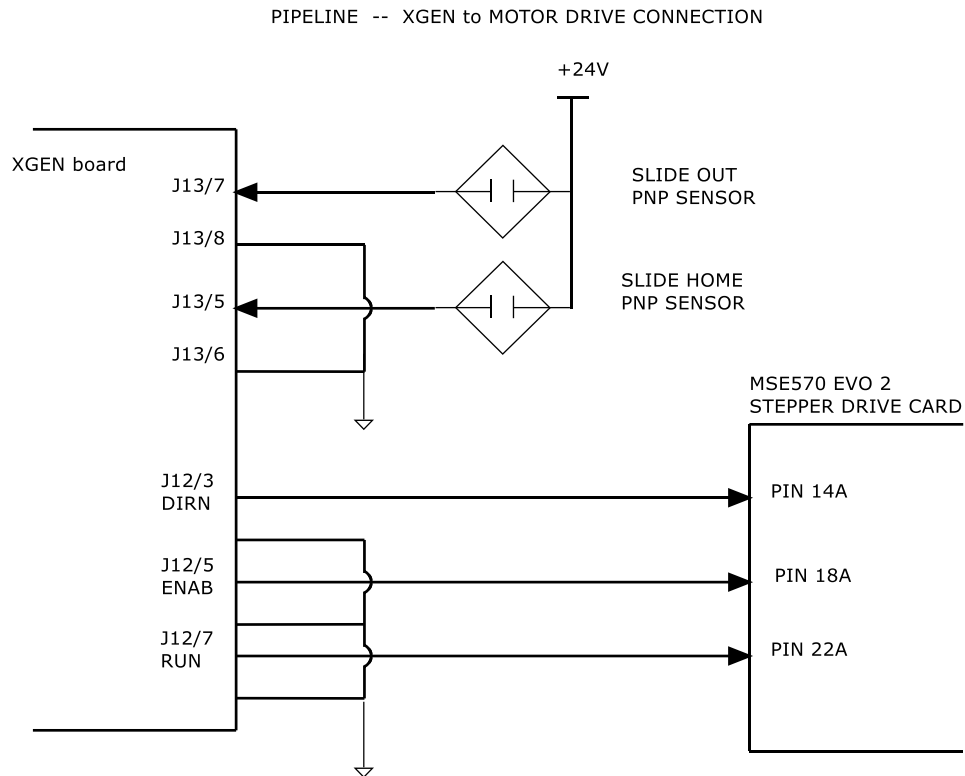 PIPELINE -- XGEN to MOTOR DRIVE CONNECTION
+24V
XGEN board
J13/7
SLIDE OUT
PNP SENSOR
J13/8
J13/5
SLIDE HOME
PNP SENSOR
J13/6
MSE570 EVO 2
STEPPER DRIVE CARD
J12/3
DIRN
PIN 14A
J12/5
ENAB
PIN 18A
J12/7
RUN
PIN 22A